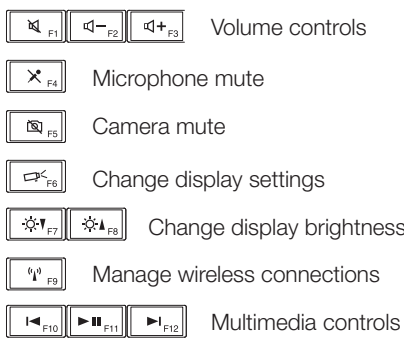 F1 F2 F3 Volume controls
F4 Microphone mute
F5 Camera mute
F6 Change display settings
F7 F8 Change display brightness
F9 Manage wireless connections
F10 F11 F12 Multimedia controls